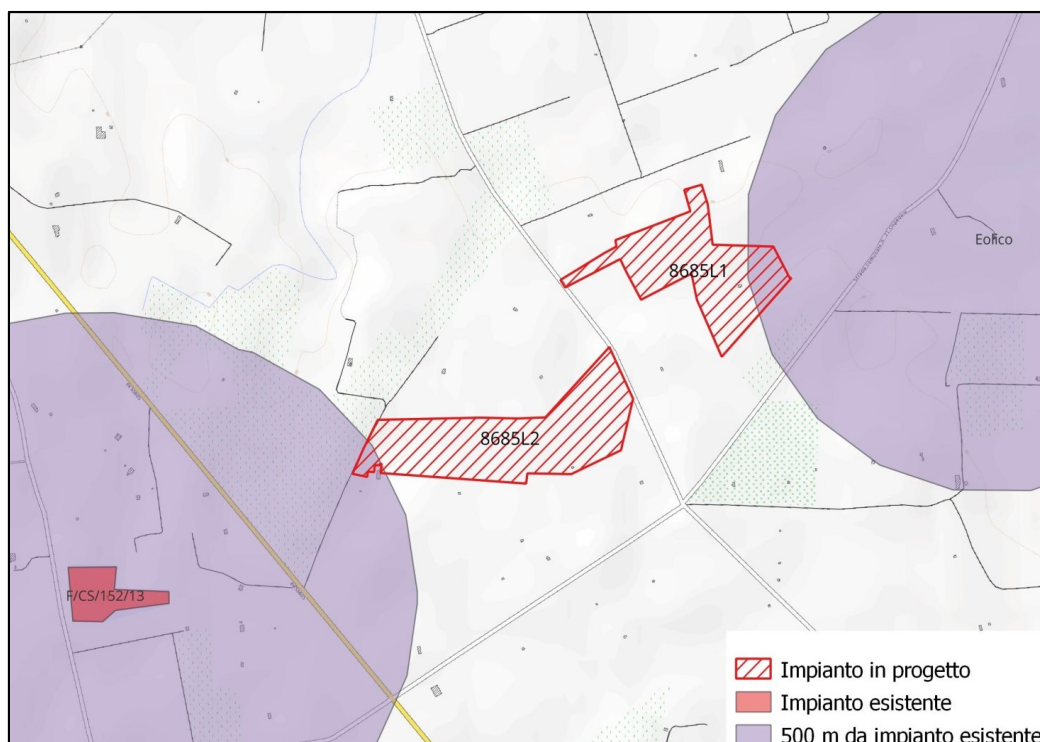 Eolico
8685L1
8685L2
F/CS/152/13
Impianto in progetto
Impianto esistente
500 m da impianto esistente